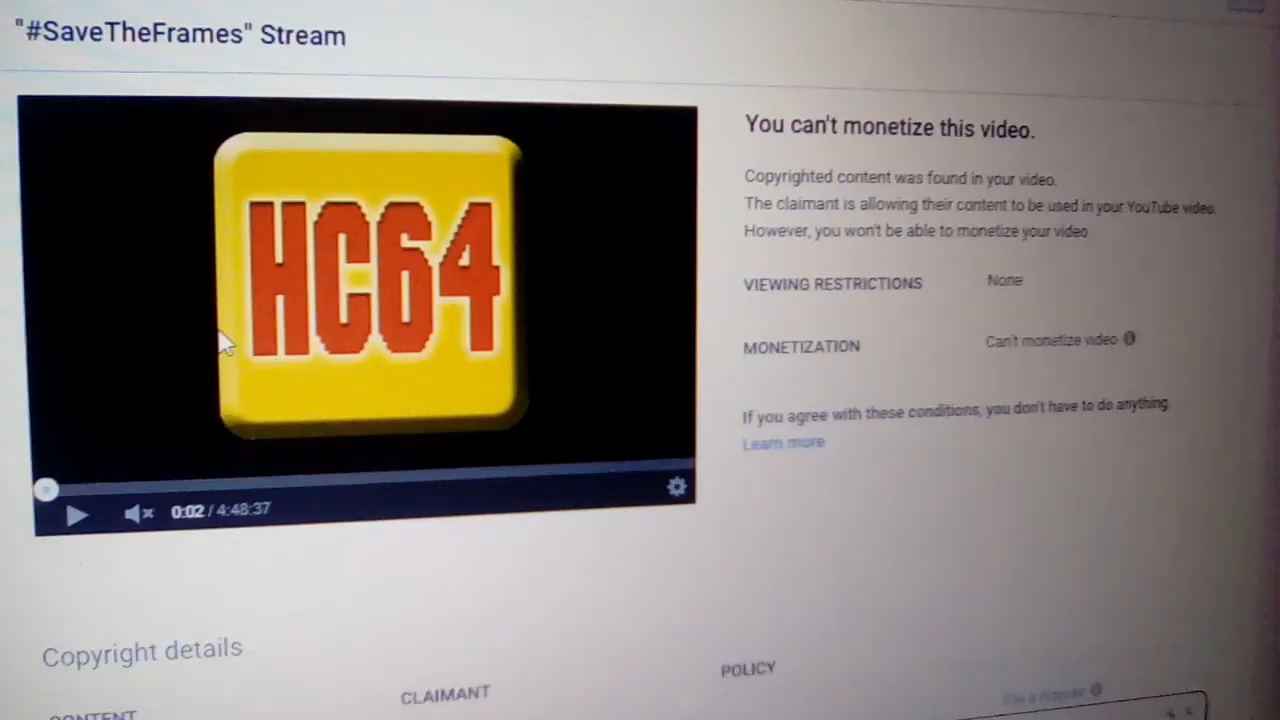 "#SaveTheFrames" Stream
HC64
You can't monetize this video.
Copyrighted content was found in your video.
The claimant is allowing their content to be used in your YouTube video.
However, you won't be able to monetize your video
VIEWING RESTRICTIONS None
MONETIZATION Can't monetize video
If you agree with these conditions, you don't have to do anything.
Learn more
0:02 / 4:48:37
Copyright details
CONTENT CLAIMANT POLICY
File a dispute